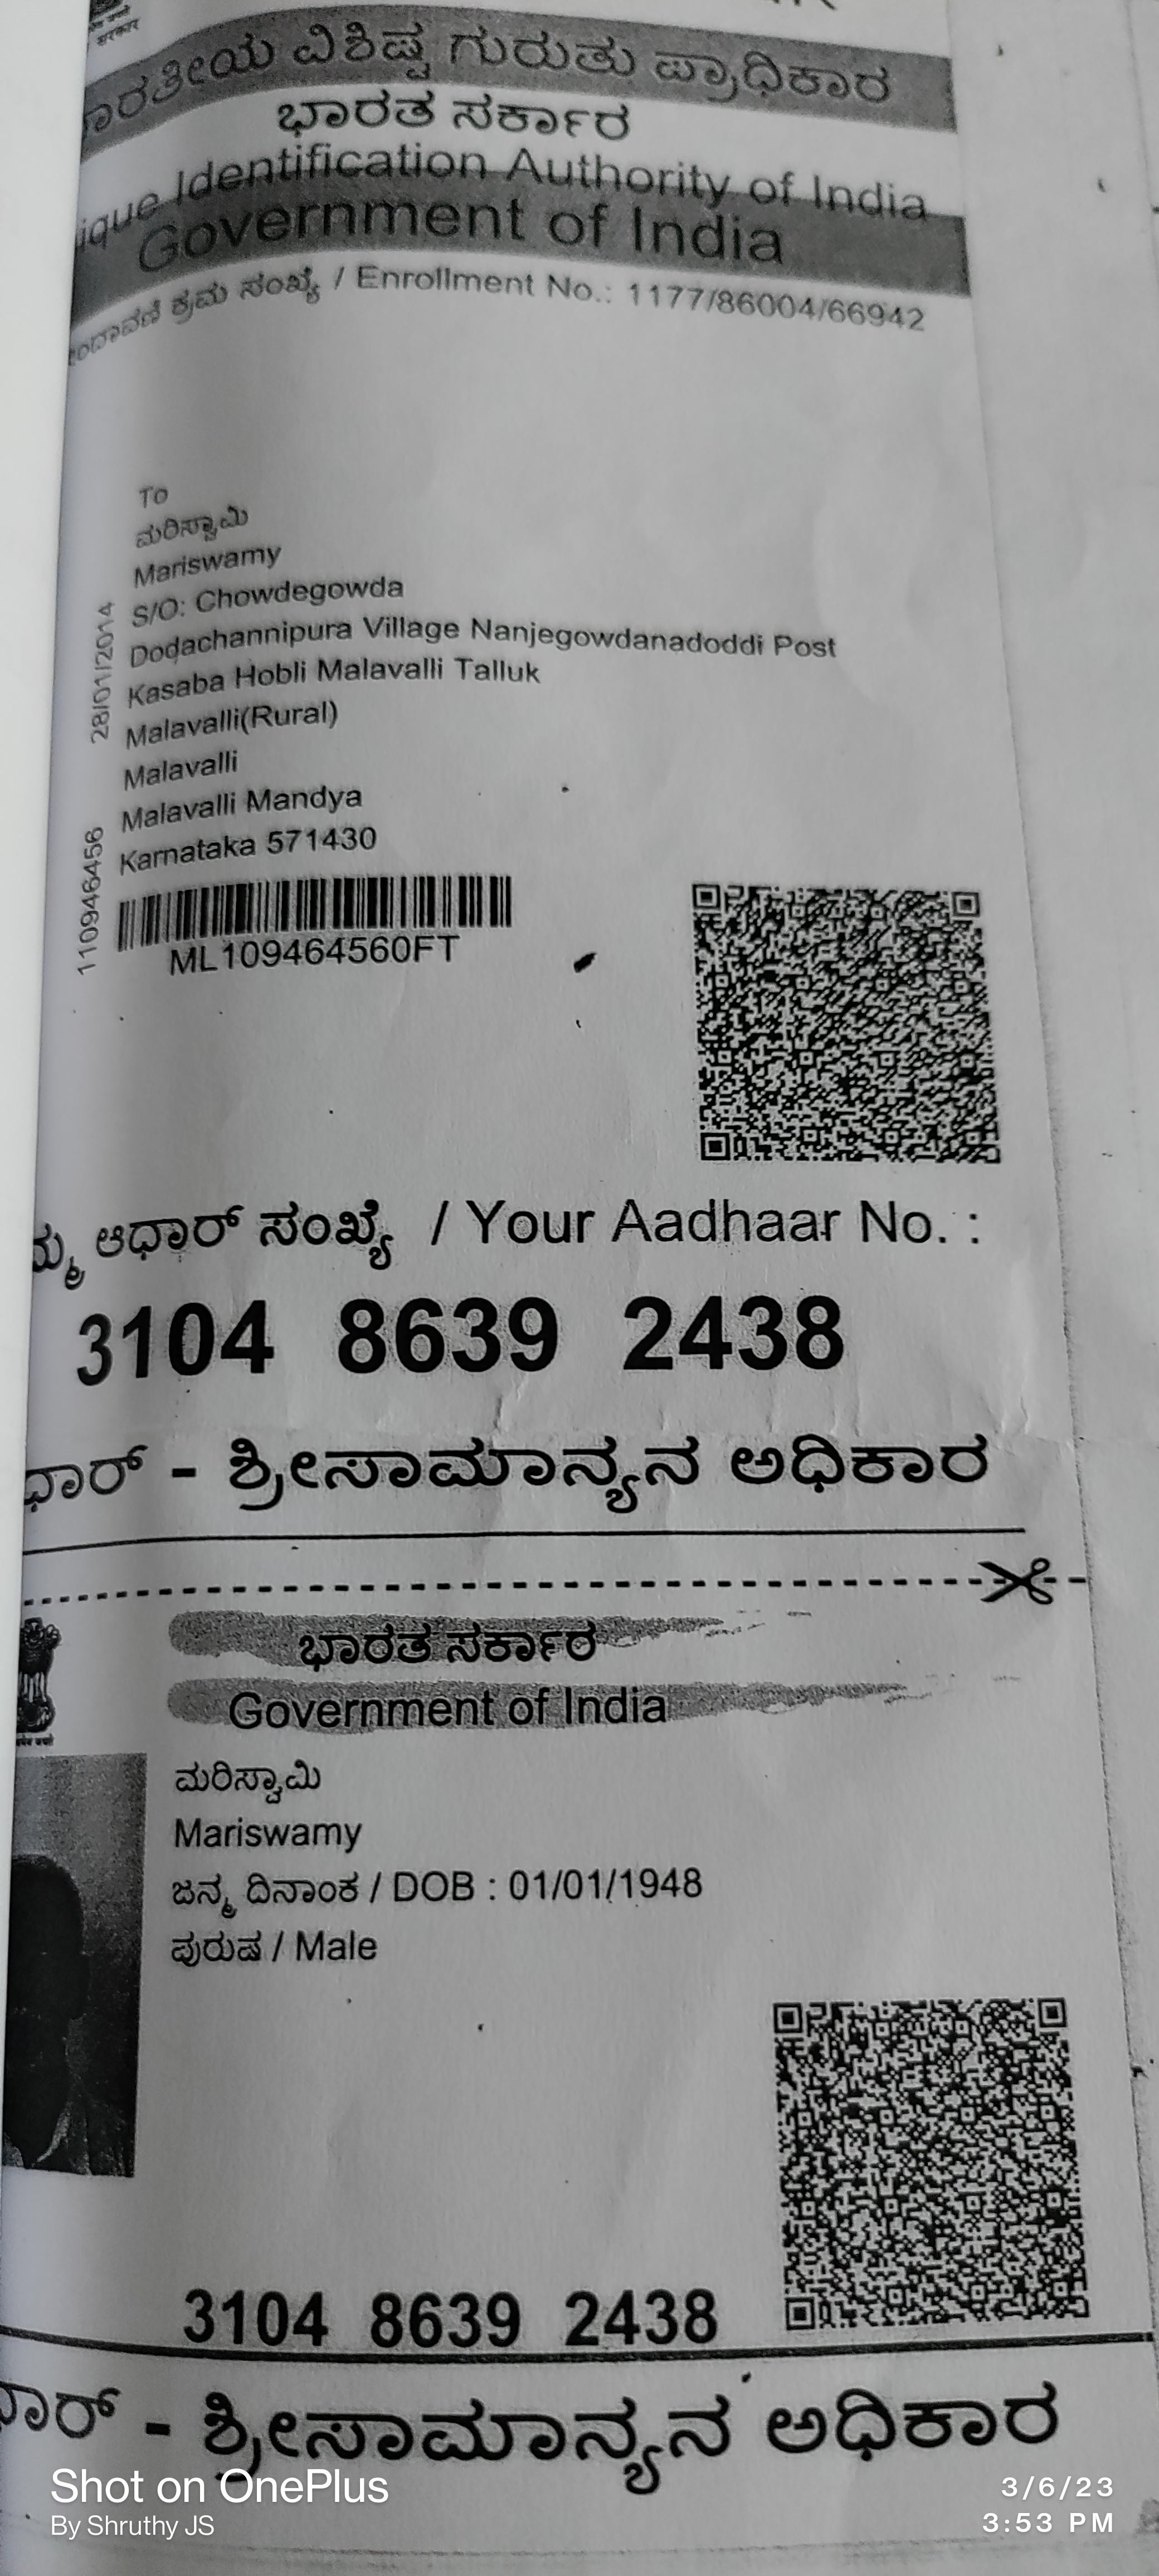 सरकार
ಭಾರತೀಯ ವಿಶಿಷ್ಟ ಗುರುತು ಪ್ರಾಧಿಕಾರ
ಭಾರತ ಸರ್ಕಾರ
ique Identification Authority of India
Government of India
ಂದಾವಣಿ ಕ್ರಮ ಸಂಖ್ಯೆ / Enrollment No.: 1177/86004/66942
To
ಮರಿಸ್ವಾಮಿ
Mariswamy
S/O: Chowdegowda
Dodachannipura Village Nanjegowdanadoddi Post
Kasaba Hobli Malavalli Talluk
Malavalli(Rural)
Malavalli
Malavalli Mandya
Karnataka 571430
28/01/2014
110946456
ML109464560FT
ಮ್ಮ ಆಧಾರ್ ಸಂಖ್ಯೆ / Your Aadhaar No. :
3104 8639 2438
ಧಾರ್ - ಶ್ರೀಸಾಮಾನ್ಯನ ಅಧಿಕಾರ
ಭಾರತ ಸರ್ಕಾರ
Government of India
ಮರಿಸ್ವಾಮಿ
Mariswamy
ಜನ್ಮ ದಿನಾಂಕ / DOB : 01/01/1948
ಪುರುಷ / Male
3104 8639 2438
ಧಾರ್ - ಶ್ರೀಸಾಮಾನ್ಯನ ಅಧಿಕಾರ
Shot on OnePlus
By Shruthy JS
3/6/23
3:53 PM